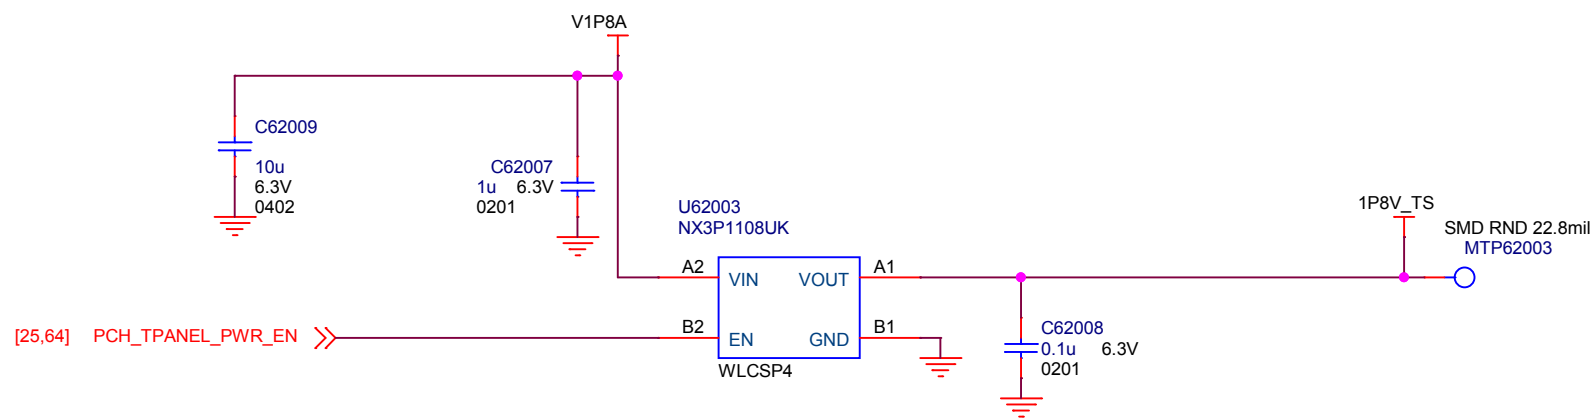 V1P8A
C62009
10u
6.3V
0402
C62007
1u 6.3V
0201
U62003
NX3P1108UK
A2 VIN VOUT A1
B2 EN GND B1
WLCSP4
[25,64] PCH_TPANEL_PWR_EN
1P8V_TS
SMD RND 22.8mil
MTP62003
C62008
0.1u 6.3V
0201